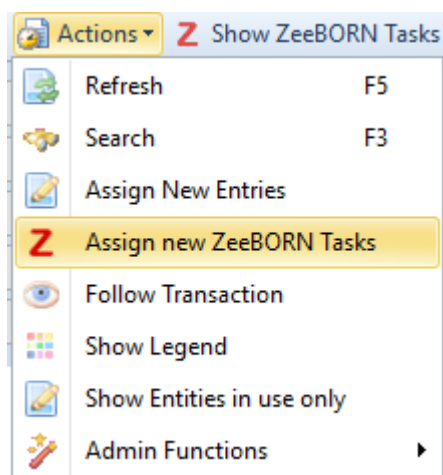 Actions Z Show ZeeBORN Tasks
Refresh F5
Search F3
Assign New Entries
Z Assign new ZeeBORN Tasks
Follow Transaction
Show Legend
Show Entities in use only
Admin Functions